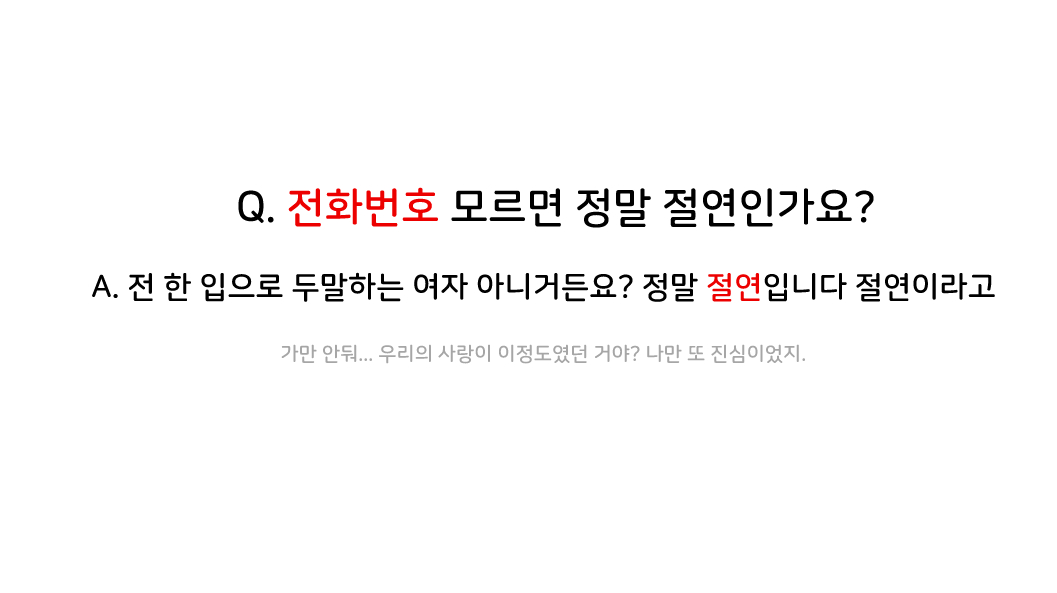 Q. 전화번호 모르면 정말 절연인가요?
A. 전 한 입으로 두말하는 여자 아니거든요? 정말 절연입니다 절연이라고
가만 안둬... 우리의 사랑이 이정도였던 거야? 나만 또 진심이었지.